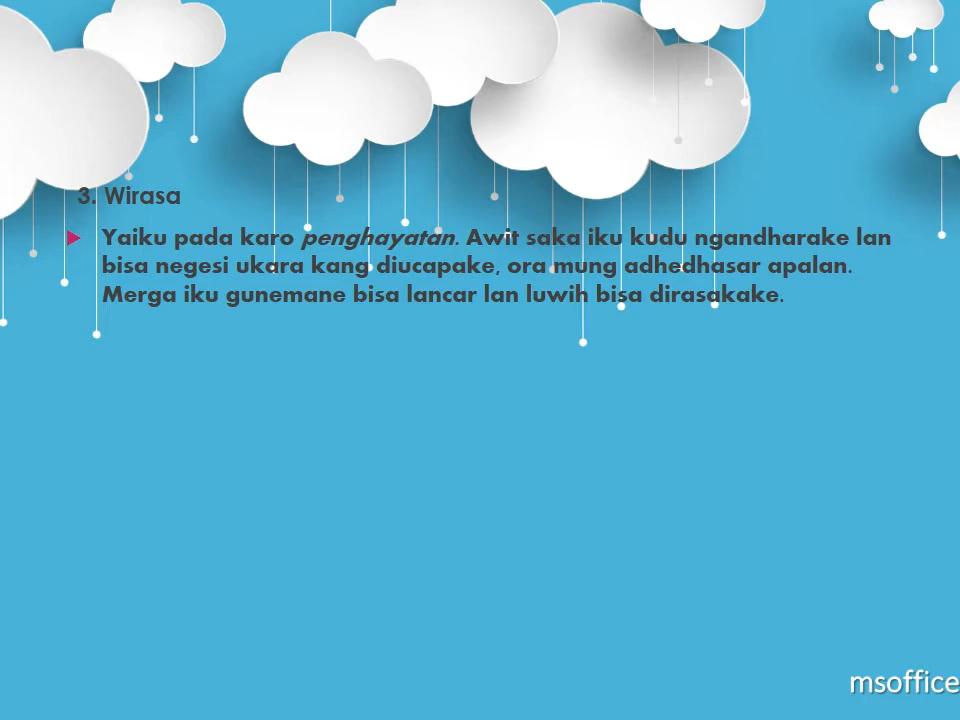 3. Wirasa
Yaiku pada karo penghayatan. Awit saka iku kudu ngandharake lan
bisa negesi ukara kang diucapake, ora mung adhedhasar apalan.
Merga iku gunemane bisa lancar lan luwih bisa dirasakake.
msoffice